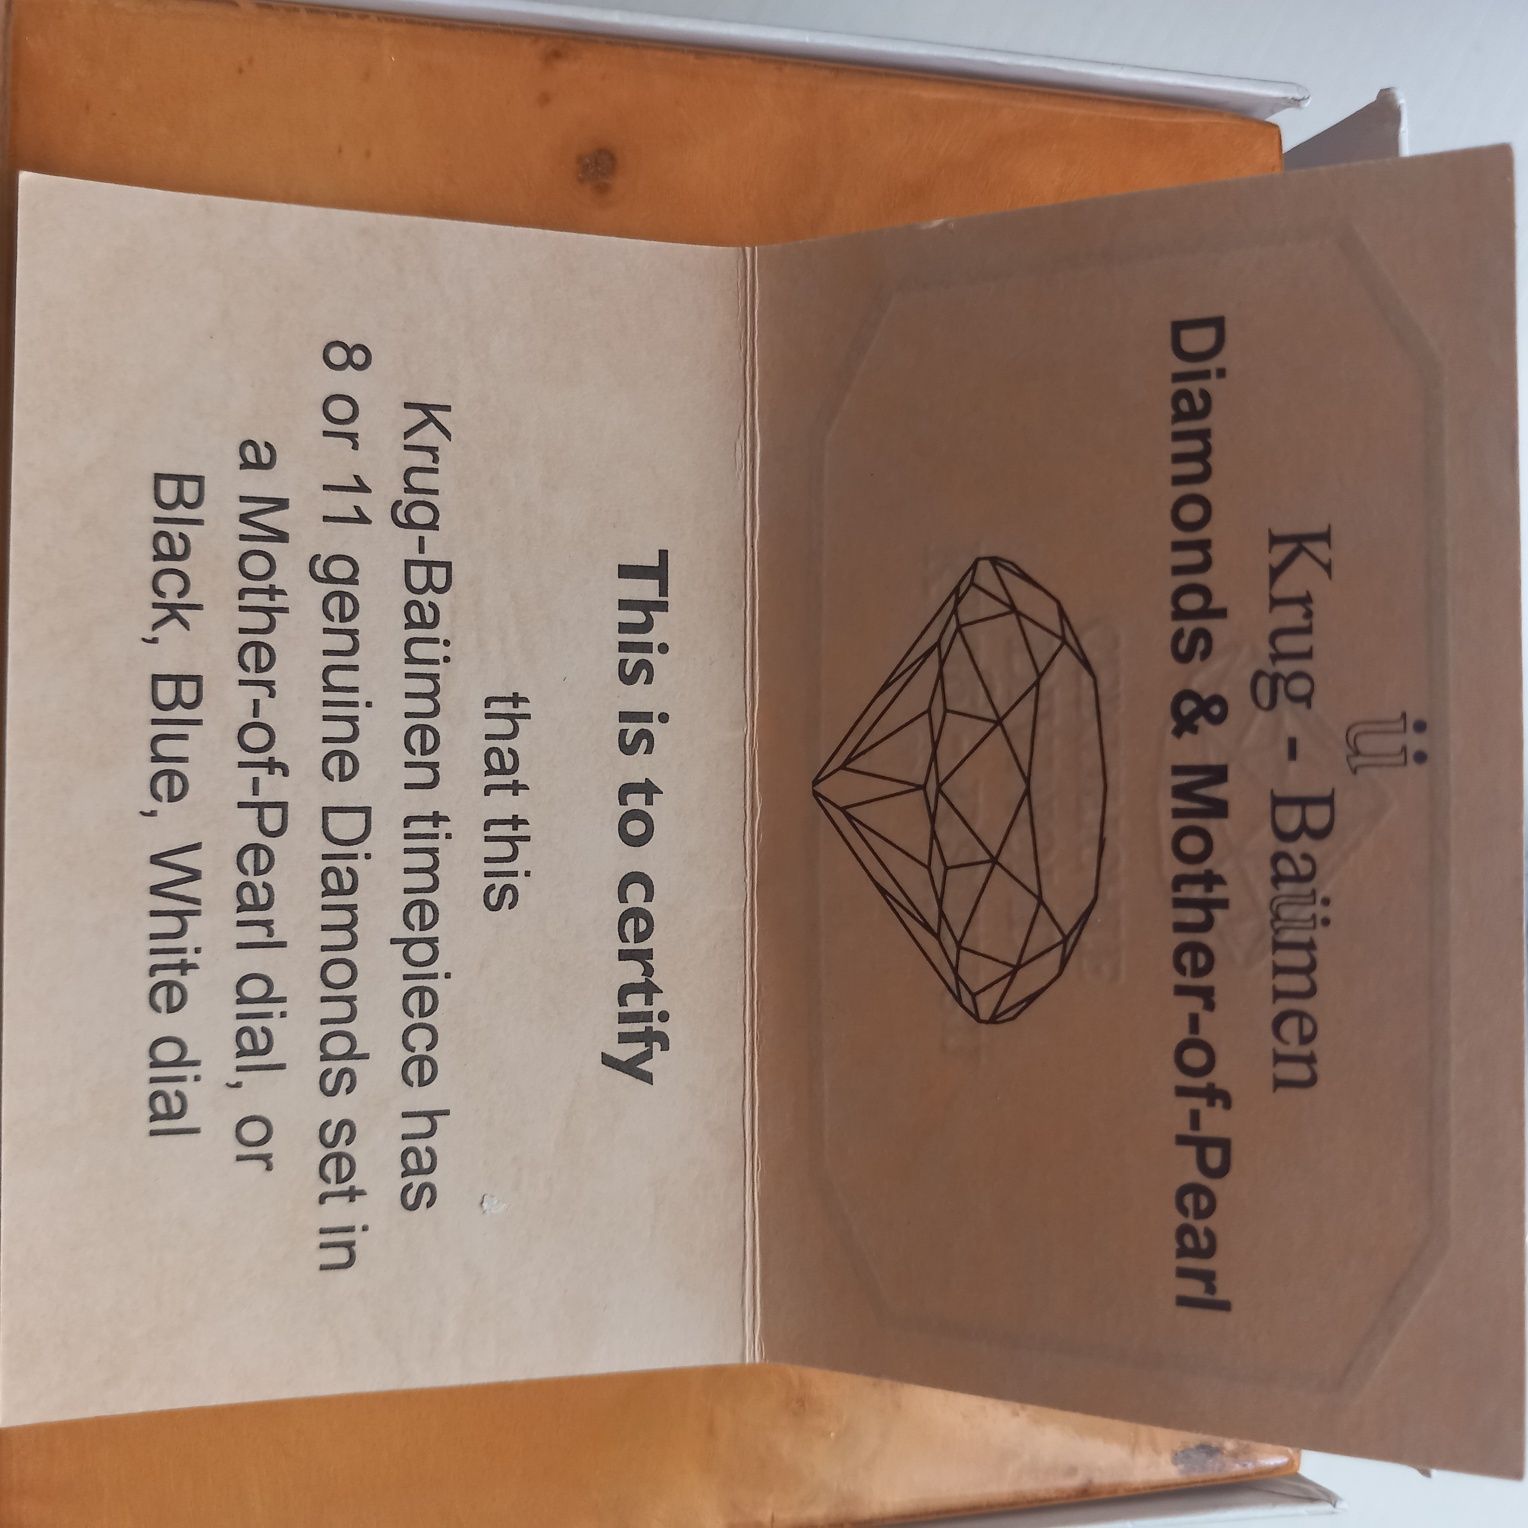 ü
Krug - Baümen
Diamonds & Mother-of-Pearl
This is to certify
that this
Krug-Baümen timepiece has
8 or 11 genuine Diamonds set in
a Mother-of-Pearl dial, or
Black, Blue, White dial